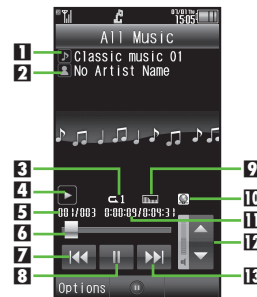 07/01 Thu
15:05
All Music
1 Classic music 01
2 No Artist Name
3 4 9
1
5 001/003 0:00:09/0:04:31 10
6 11
7 12
8 13
Options